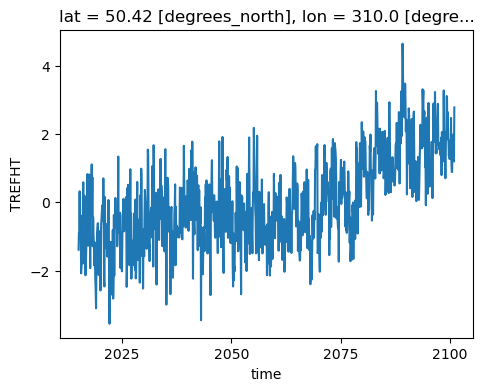 lat = 50.42 [degrees_north], lon = 310.0 [degre...
4
2
0
−2
TREFHT
2025
2050
2075
2100
time